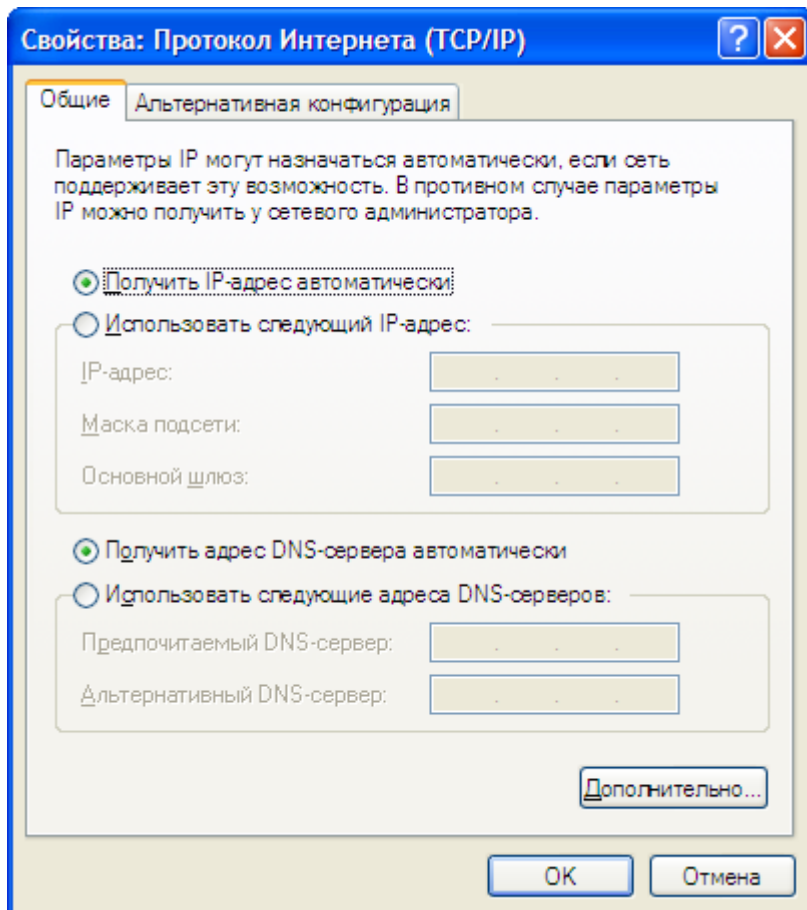 Свойства: Протокол Интернета (TCP/IP)
Общие
Альтернативная конфигурация
Параметры IP могут назначаться автоматически, если сеть
поддерживает эту возможность. В противном случае параметры
IP можно получить у сетевого администратора.
Получить IP-адрес автоматически
Использовать следующий IP-адрес:
IP-адрес:
Маска подсети:
Основной шлюз:
Получить адрес DNS-сервера автоматически
Использовать следующие адреса DNS-серверов:
Предпочитаемый DNS-сервер:
Альтернативный DNS-сервер:
Дополнительно...
OK
Отмена